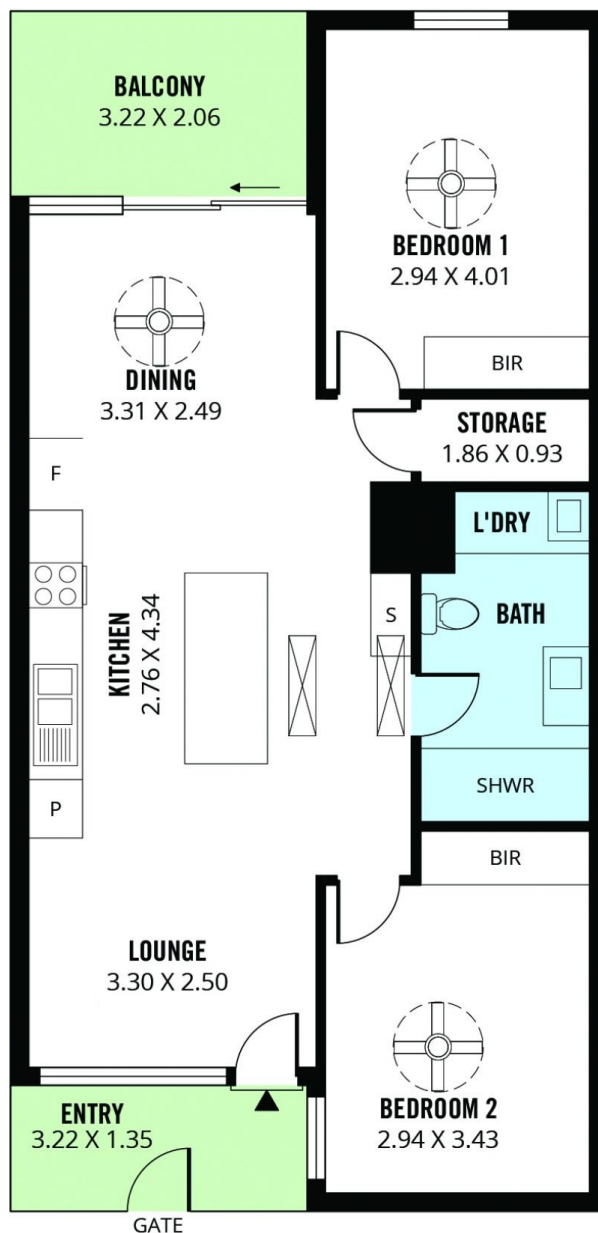 BALCONY
3.22 X 2.06
BEDROOM 1
2.94 X 4.01
BIR
DINING
3.31 X 2.49
STORAGE
1.86 X 0.93
F
L'DRY
KITCHEN
2.76 X 4.34
S
BATH
P
SHWR
BIR
LOUNGE
3.30 X 2.50
ENTRY
3.22 X 1.35
BEDROOM 2
2.94 X 3.43
GATE